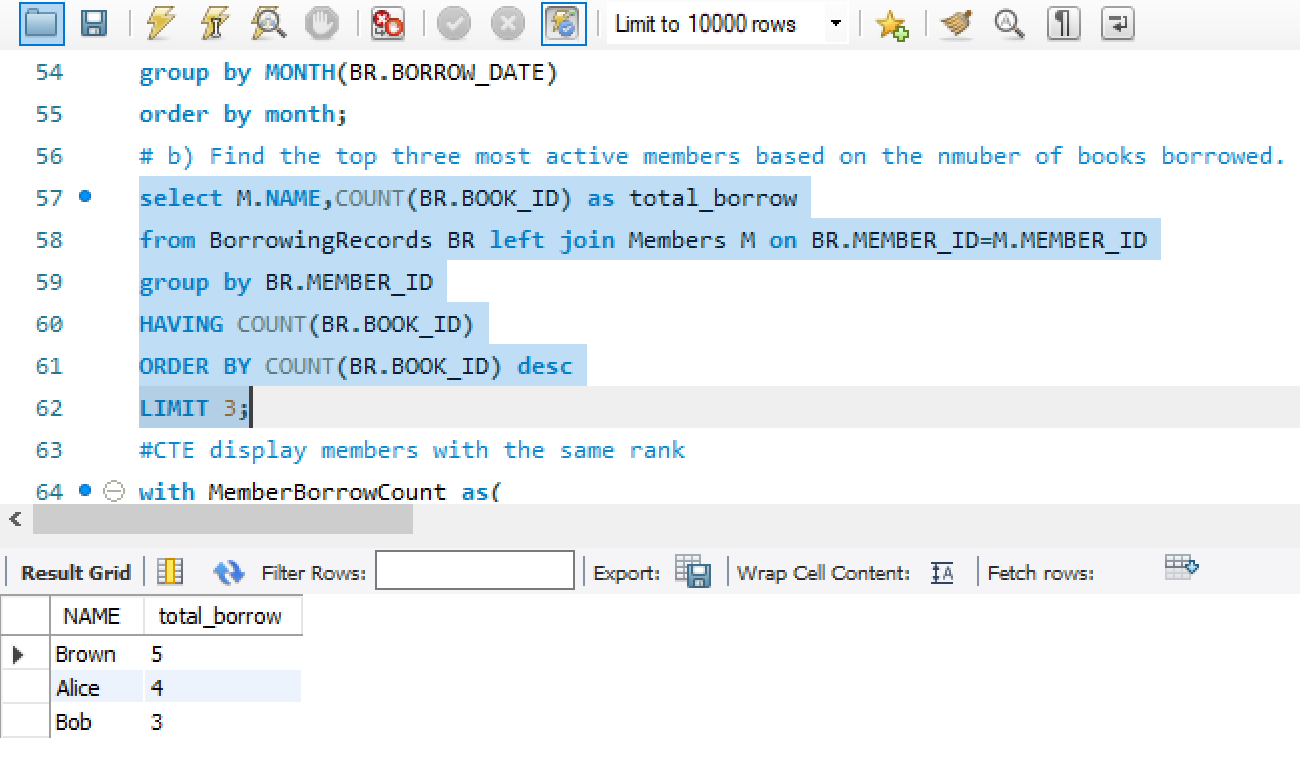 Limit to 10000 rows
54 group by MONTH(BR.BORROW_DATE)
55 order by month;
56 # b) Find the top three most active members based on the nmuber of books borrowed.
57 select M.NAME,COUNT(BR.BOOK_ID) as total_borrow
58 from BorrowingRecords BR left join Members M on BR.MEMBER_ID=M.MEMBER_ID
59 group by BR.MEMBER_ID
60 HAVING COUNT(BR.BOOK_ID)
61 ORDER BY COUNT(BR.BOOK_ID) desc
62 LIMIT 3;
63 #CTE display members with the same rank
64 with MemberBorrowCount as(
Result Grid Filter Rows: Export: Wrap Cell Content: Fetch rows:
NAME total_borrow
Brown 5
Alice 4
Bob 3